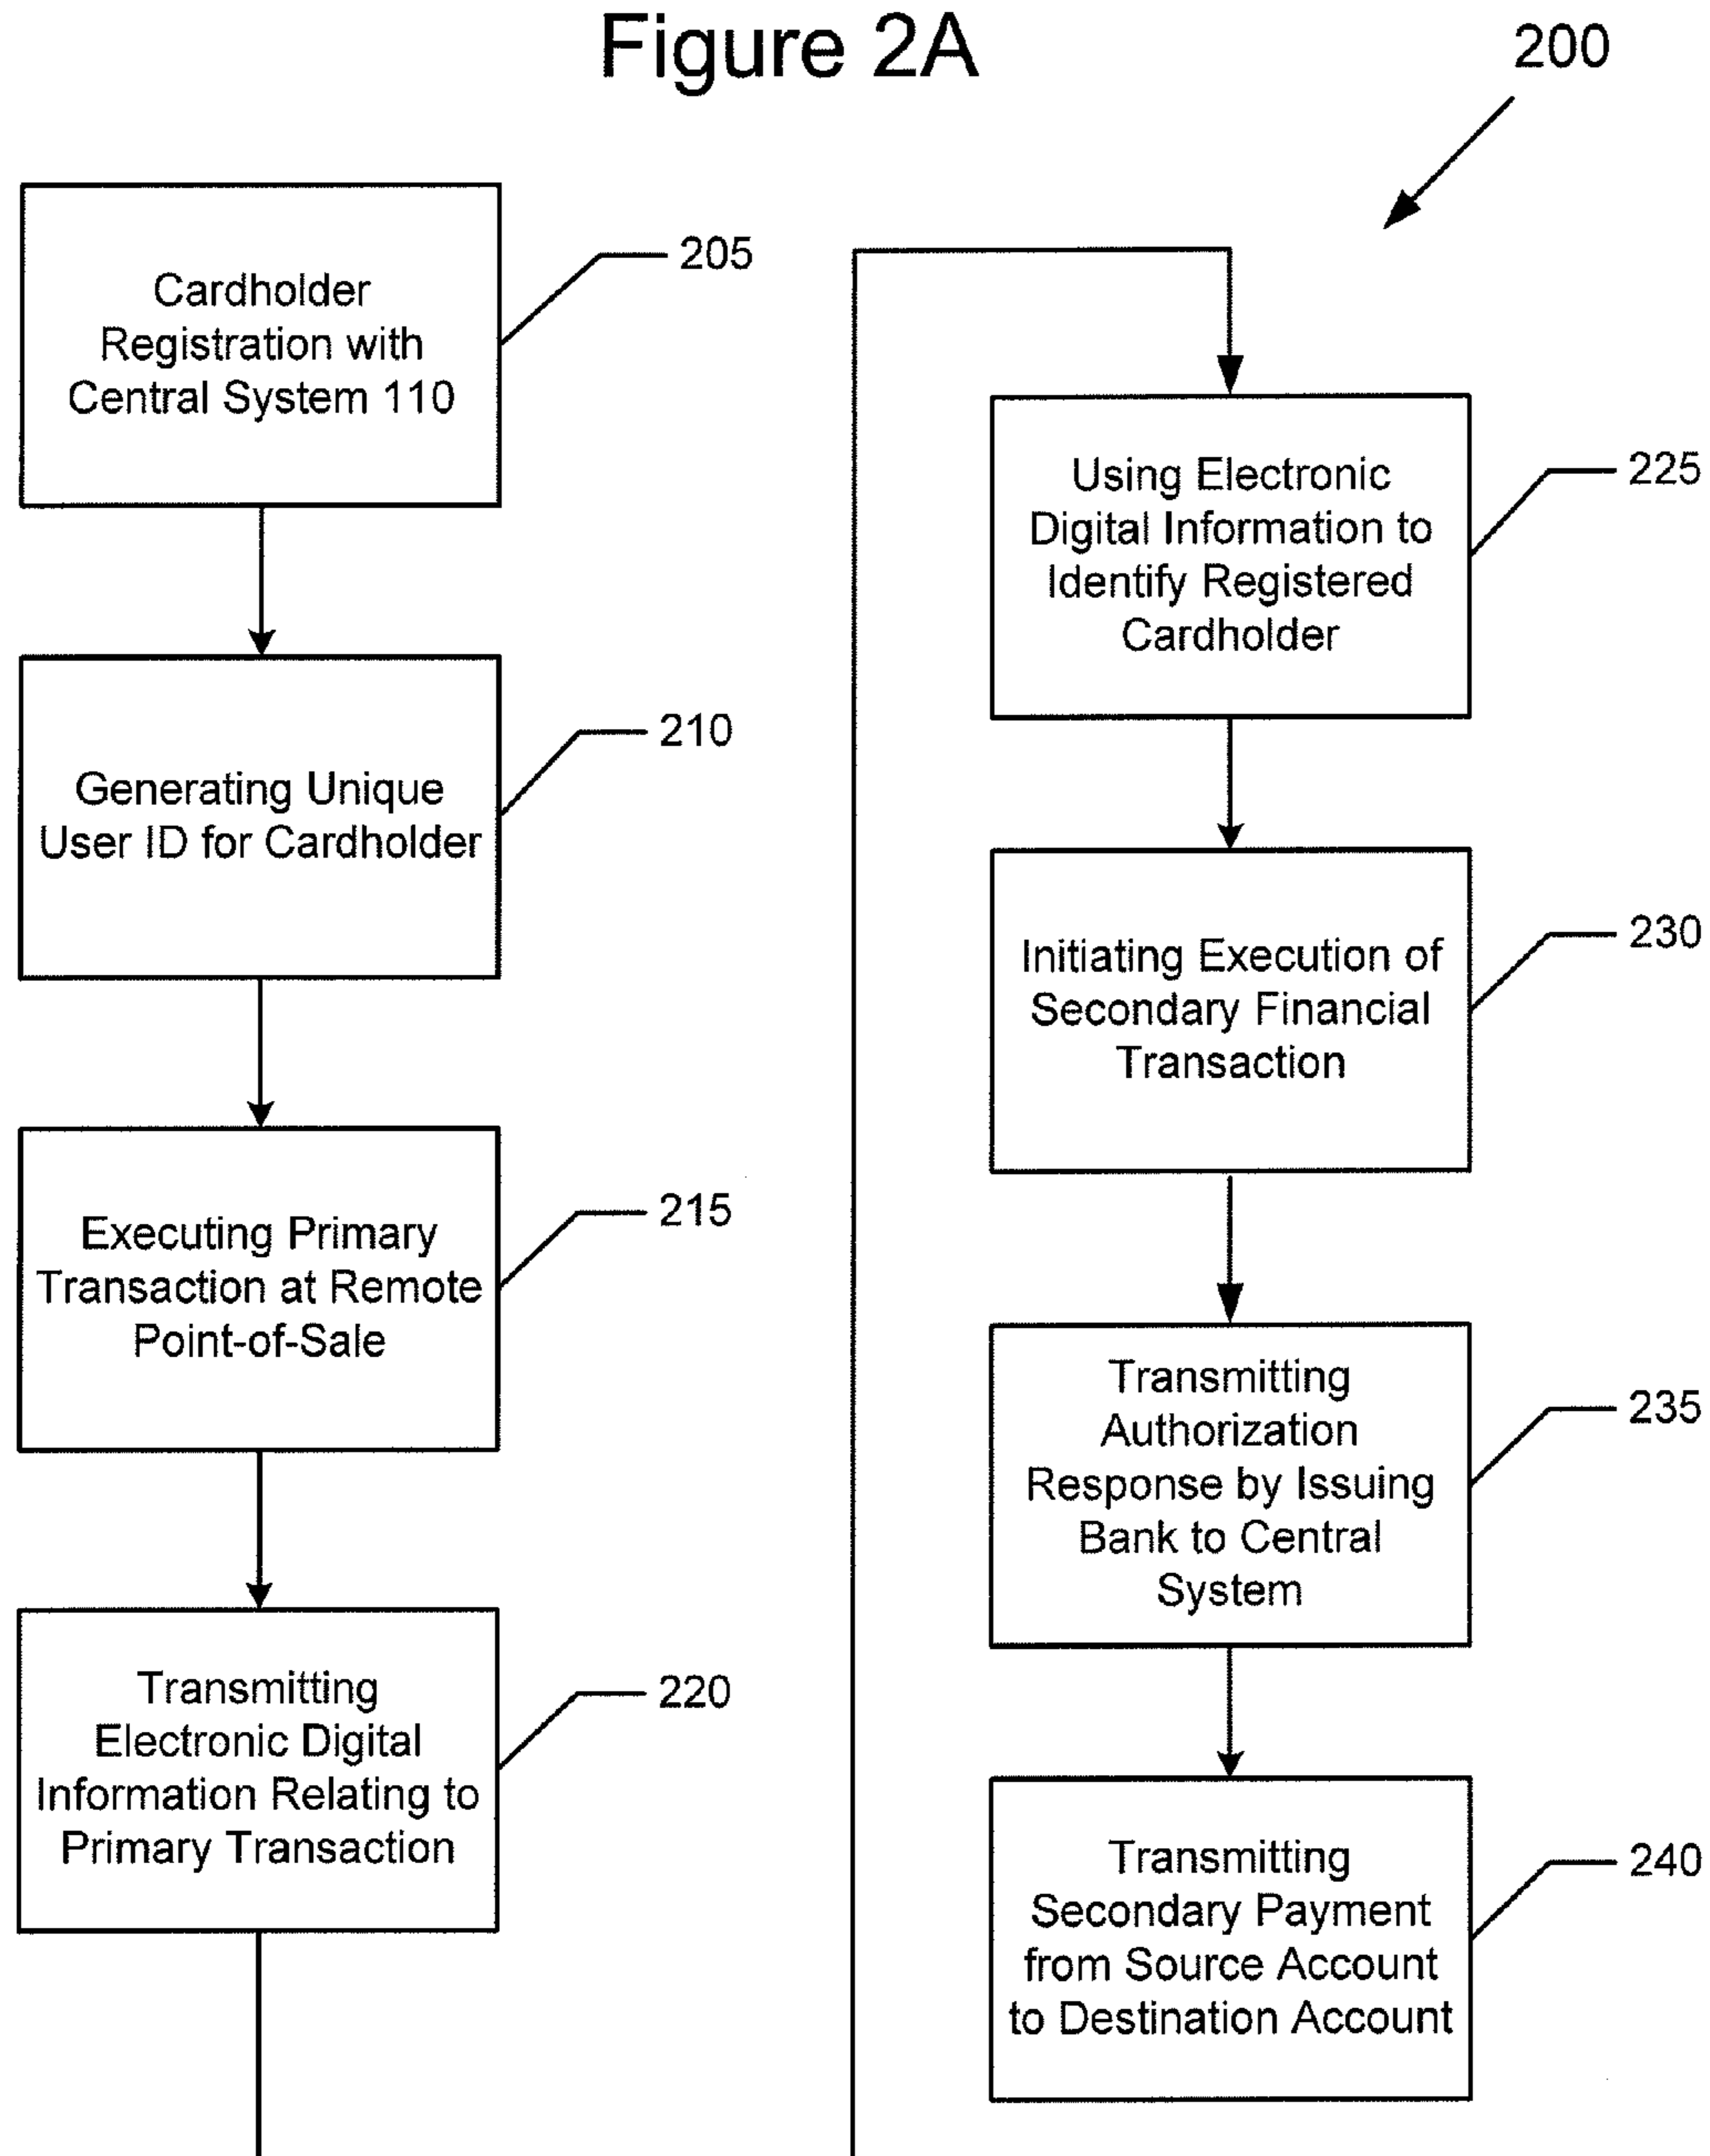 Figure 2A
200
Cardholder
Registration with
Central System 110
205
Generating Unique
User ID for Cardholder
210
Executing Primary
Transaction at Remote
Point-of-Sale
215
Transmitting
Electronic Digital
Information Relating to
Primary Transaction
220
Using Electronic
Digital Information to
Identify Registered
Cardholder
225
Initiating Execution of
Secondary Financial
Transaction
230
Transmitting
Authorization
Response by Issuing
Bank to Central
System
235
Transmitting
Secondary Payment
from Source Account
to Destination Account
240